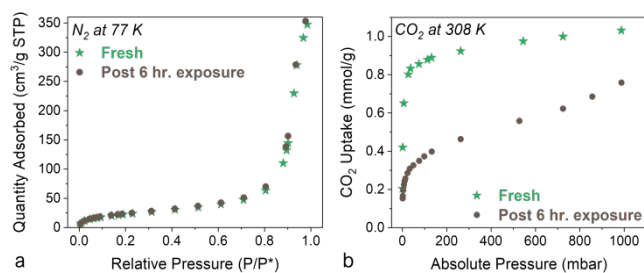 N₂ at 77 K
Fresh
Post 6 hr. exposure
Quantity Adsorbed (cm³/g STP)
350
300
250
200
150
100
50
0
0.0 0.2 0.4 0.6 0.8 1.0
Relative Pressure (P/P*)
a
CO₂ at 308 K
CO₂ Uptake (mmol/g)
1.0
0.8
0.6
0.4
0.2
0.0
Fresh
Post 6 hr. exposure
0 200 400 600 800 1000
Absolute Pressure (mbar)
b